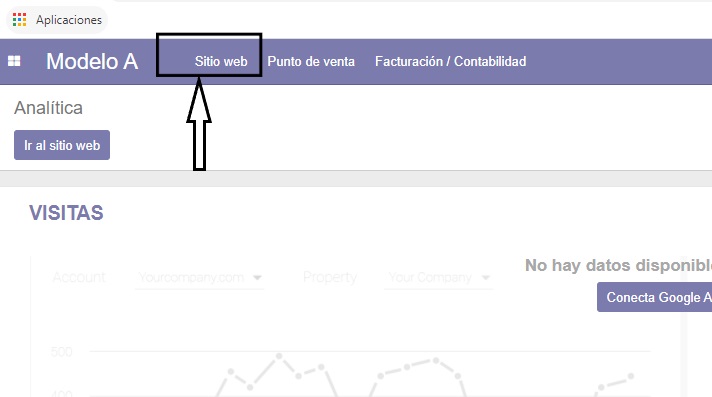 Aplicaciones
Modelo A Sitio web Punto de venta Facturación / Contabilidad
Analítica
Ir al sitio web
VISITAS
No hay datos disponible
Account Yourcompany.com Property Your Company
Conecta Google A
500
400